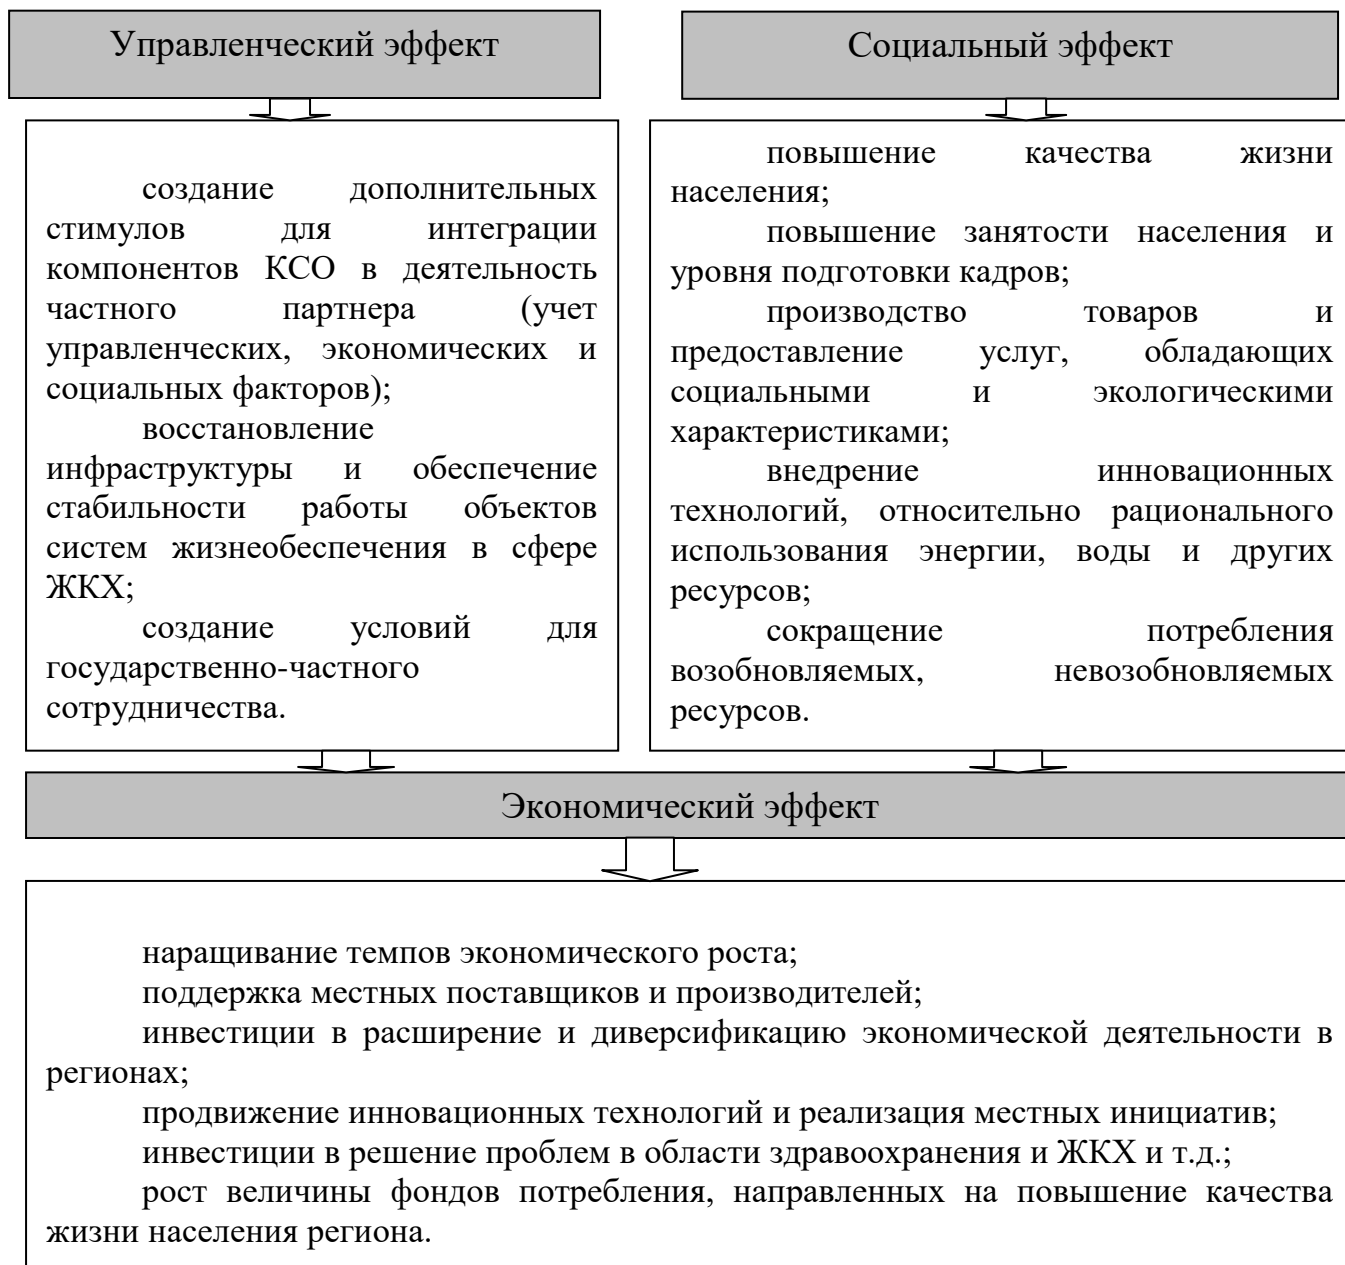 Управленческий эффект
создание дополнительных
стимулов для интеграции
компонентов КСО в деятельность
частного партнера (учет
управленческих, экономических и
социальных факторов);
восстановление
инфраструктуры и обеспечение
стабильности работы объектов
систем жизнеобеспечения в сфере
ЖКХ;
создание условий для
государственно-частного
сотрудничества.
Социальный эффект
повышение качества жизни
населения;
повышение занятости населения и
уровня подготовки кадров;
производство товаров и
предоставление услуг, обладающих
социальными и экологическими
характеристиками;
внедрение инновационных
технологий, относительно рационального
использования энергии, воды и других
ресурсов;
сокращение потребления
возобновляемых, невозобновляемых
ресурсов.
Экономический эффект
наращивание темпов экономического роста;
поддержка местных поставщиков и производителей;
инвестиции в расширение и диверсификацию экономической деятельности в
регионах;
продвижение инновационных технологий и реализация местных инициатив;
инвестиции в решение проблем в области здравоохранения и ЖКХ и т.д.;
рост величины фондов потребления, направленных на повышение качества
жизни населения региона.